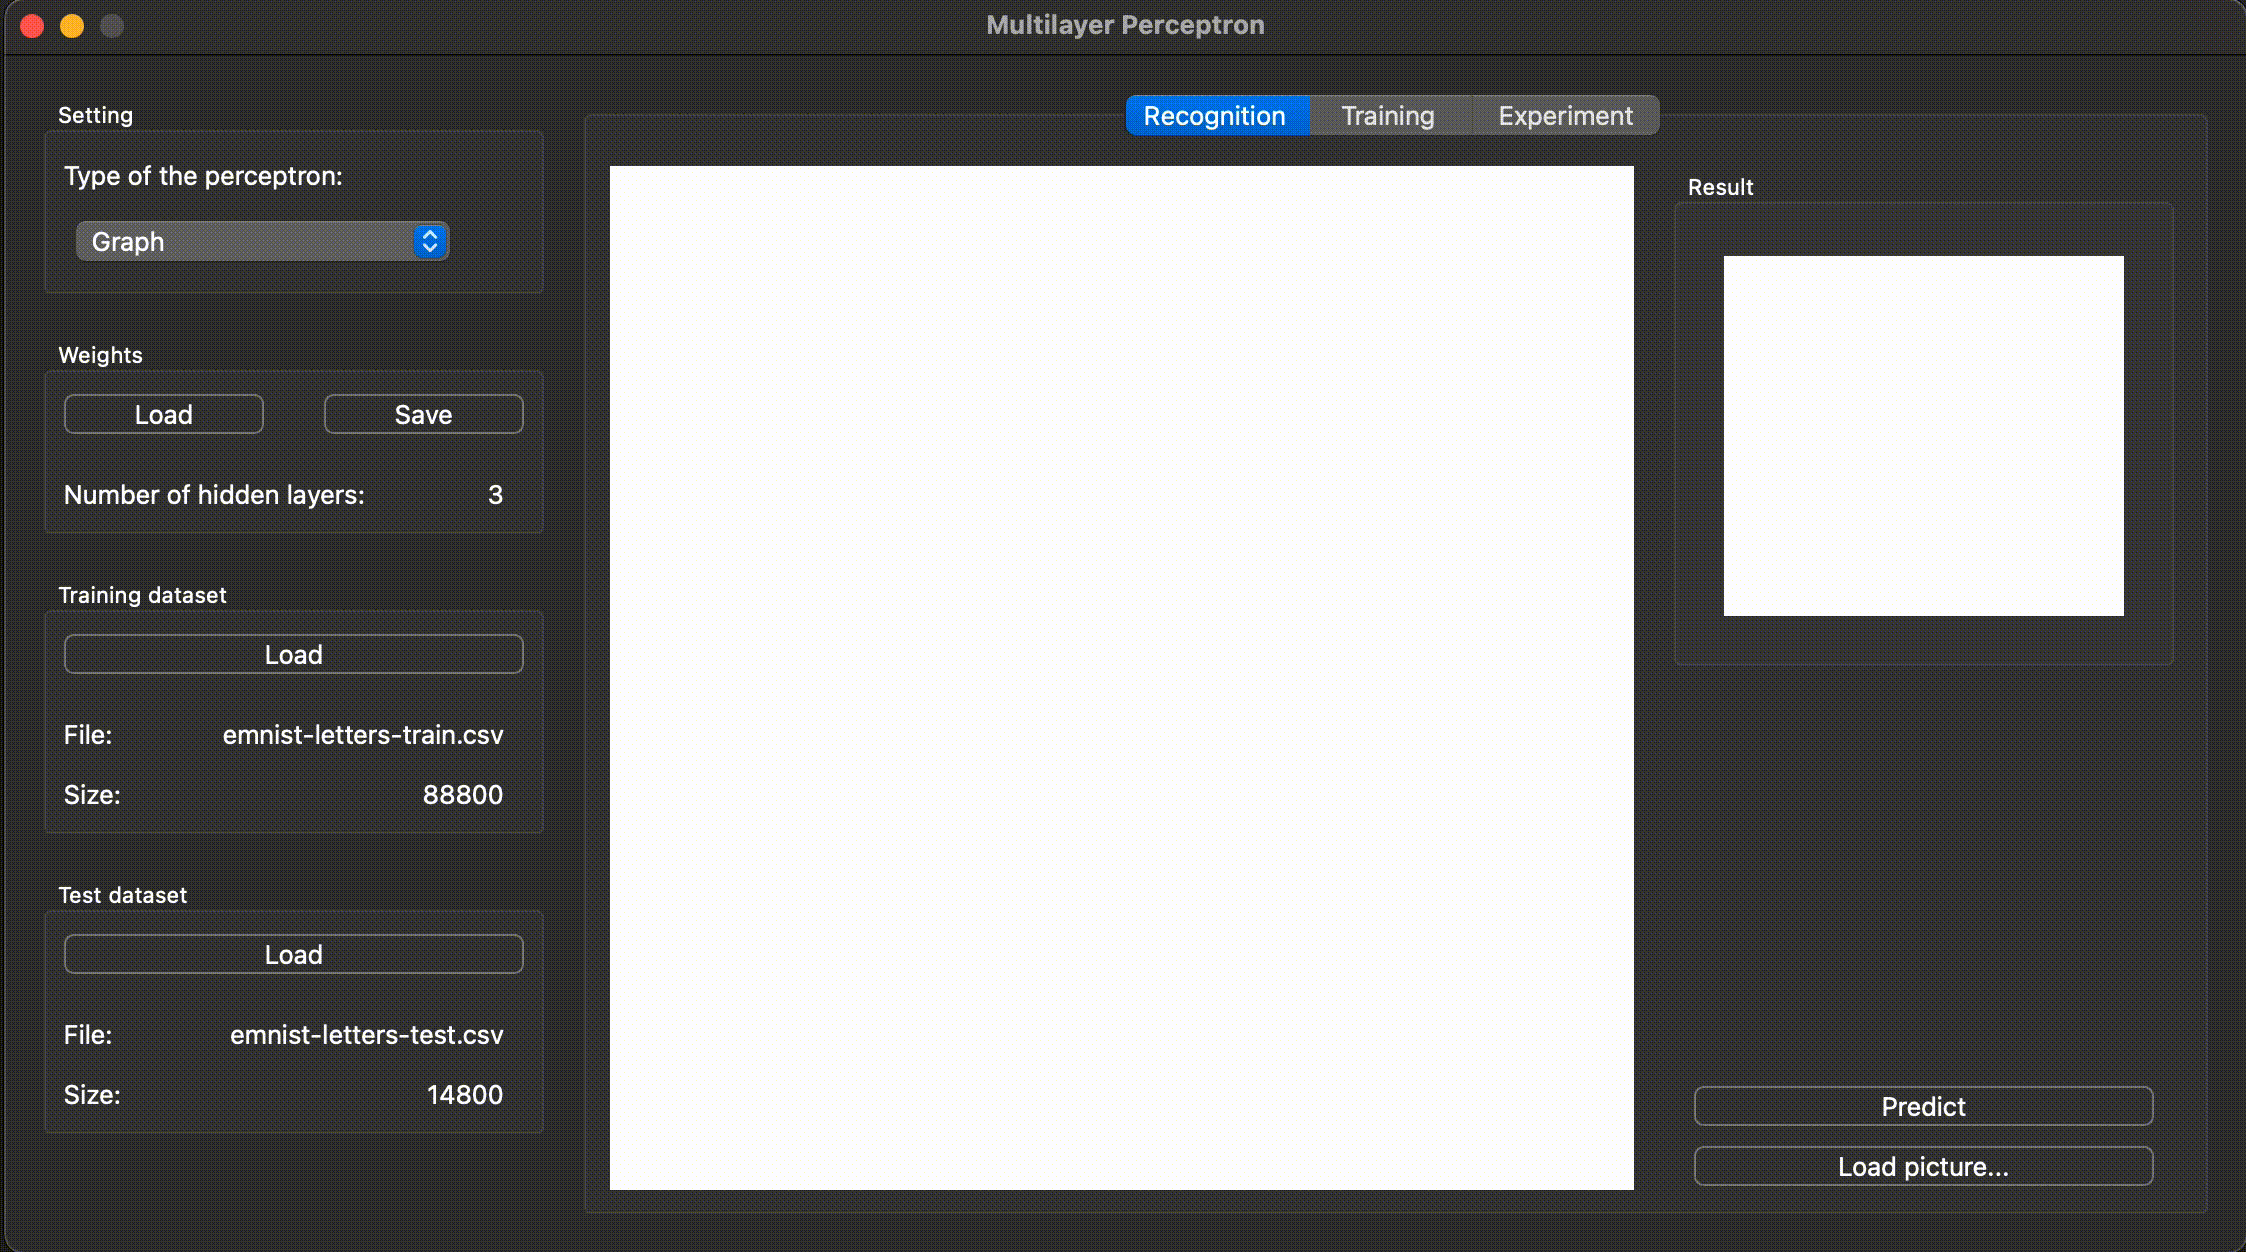 Multilayer Perceptron
Setting
Type of the perceptron:
Graph
Weights
Load Save
Number of hidden layers: 3
Training dataset
Load
File: emnist-letters-train.csv
Size: 88800
Test dataset
Load
File: emnist-letters-test.csv
Size: 14800
Recognition Training Experiment
Result
Predict
Load picture...